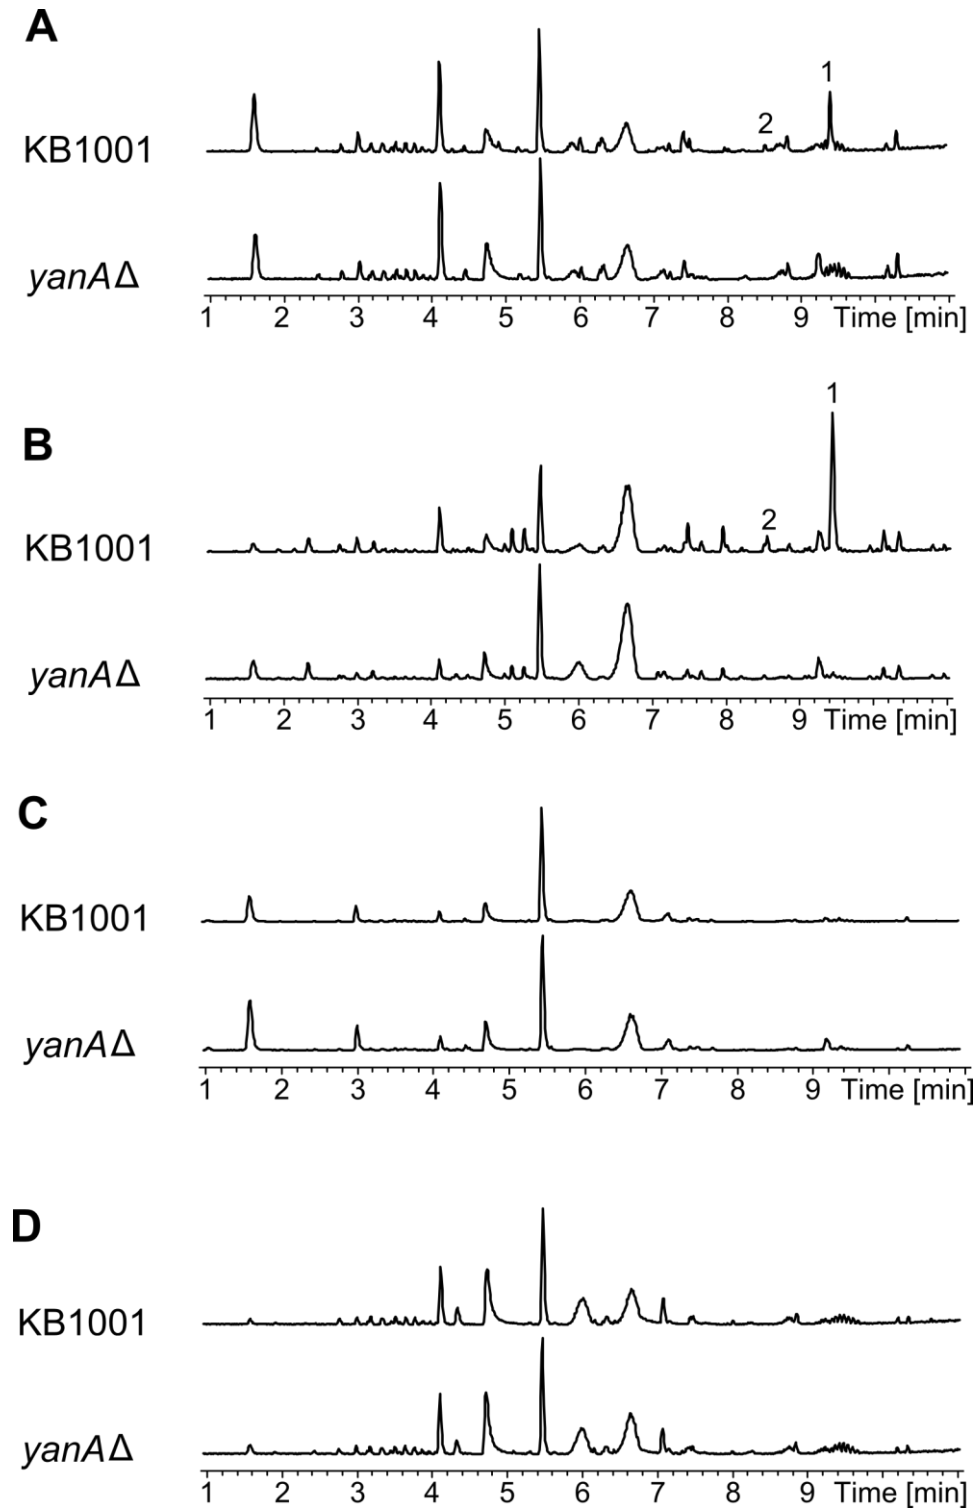 A
1
2
KB1001
yanAΔ
1 2 3 4 5 6 7 8 9 Time [min]
1
B
2
KB1001
yanAΔ
1 2 3 4 5 6 7 8 9 Time [min]
C
KB1001
yanAΔ
1 2 3 4 5 6 7 8 9 Time [min]
D
KB1001
yanAΔ
1 2 3 4 5 6 7 8 9 Time [min]